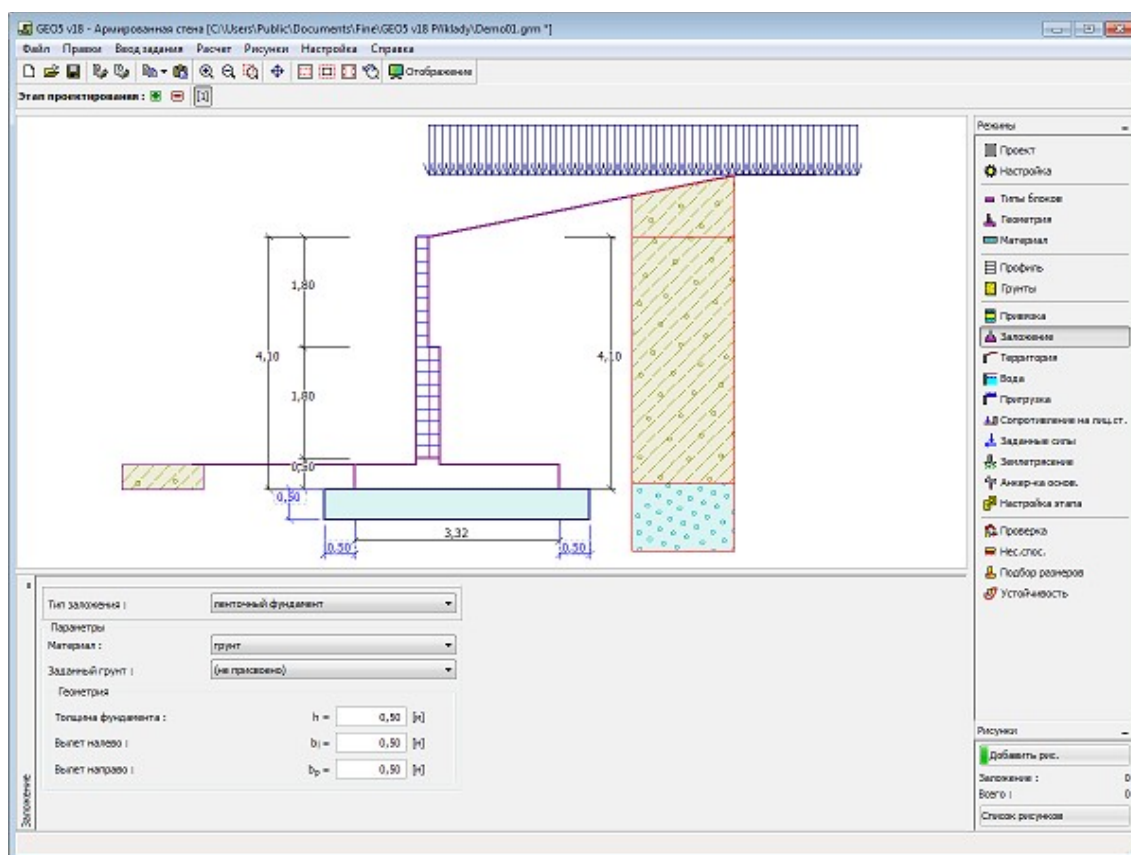 GEO5 v18 - Армированная стена [C:\Users\Public\Documents\Fine\GEO5 v18 Příklady\Demo01.grm *]
Файл Правки Ввод задания Расчет Рисунки Настройка Справка
Отображение
Этап проектирования : [1]
1,80
4,10
4,10
1,80
0,50
0,50
3,32
0,50
0,50
Режимы
Проект
Настройка
Типы блоков
Геометрия
Материал
Профиль
Грунты
Привязка
Заложение
Территория
Вода
Пригрузка
Сопротивление на лиц.ст.
Заданные силы
Землетрясение
Анкер-ка основ.
Настройка этапа
Проверка
Нес.спос.
Подбор размеров
Устойчивость
Тип заложения : ленточный фундамент
Параметры
Материал : грунт
Заданный грунт : (не присвоено)
Геометрия
Толщина фундамента : h = 0,50 [м]
Вылет налево : bl = 0,50 [м]
Вылет направо : bp = 0,50 [м]
Заложение
Рисунки
Добавить рис.
Заложение : 0
Всего : 0
Список рисунков